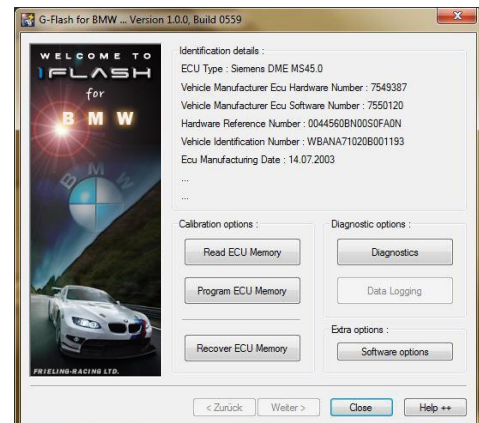 G-Flash for BMW ... Version 1.0.0, Build 0559
WELCOME TO
IFLASH
for
BMW
BMW
FRIELING-RACING LTD.
Identification details :
ECU Type : Siemens DME MS45.0
Vehicle Manufacturer Ecu Hardware Number : 7549387
Vehicle Manufacturer Ecu Software Number : 7550120
Hardware Reference Number : 0044560BN00S0FA0N
Vehicle Identification Number : WBANA71020B001193
Ecu Manufacturing Date : 14.07.2003
...
...
Calibration options :
Read ECU Memory
Program ECU Memory
Recover ECU Memory
Diagnostic options :
Diagnostics
Data Logging
Extra options :
Software options
< Zurück
Weiter >
Close
Help ++